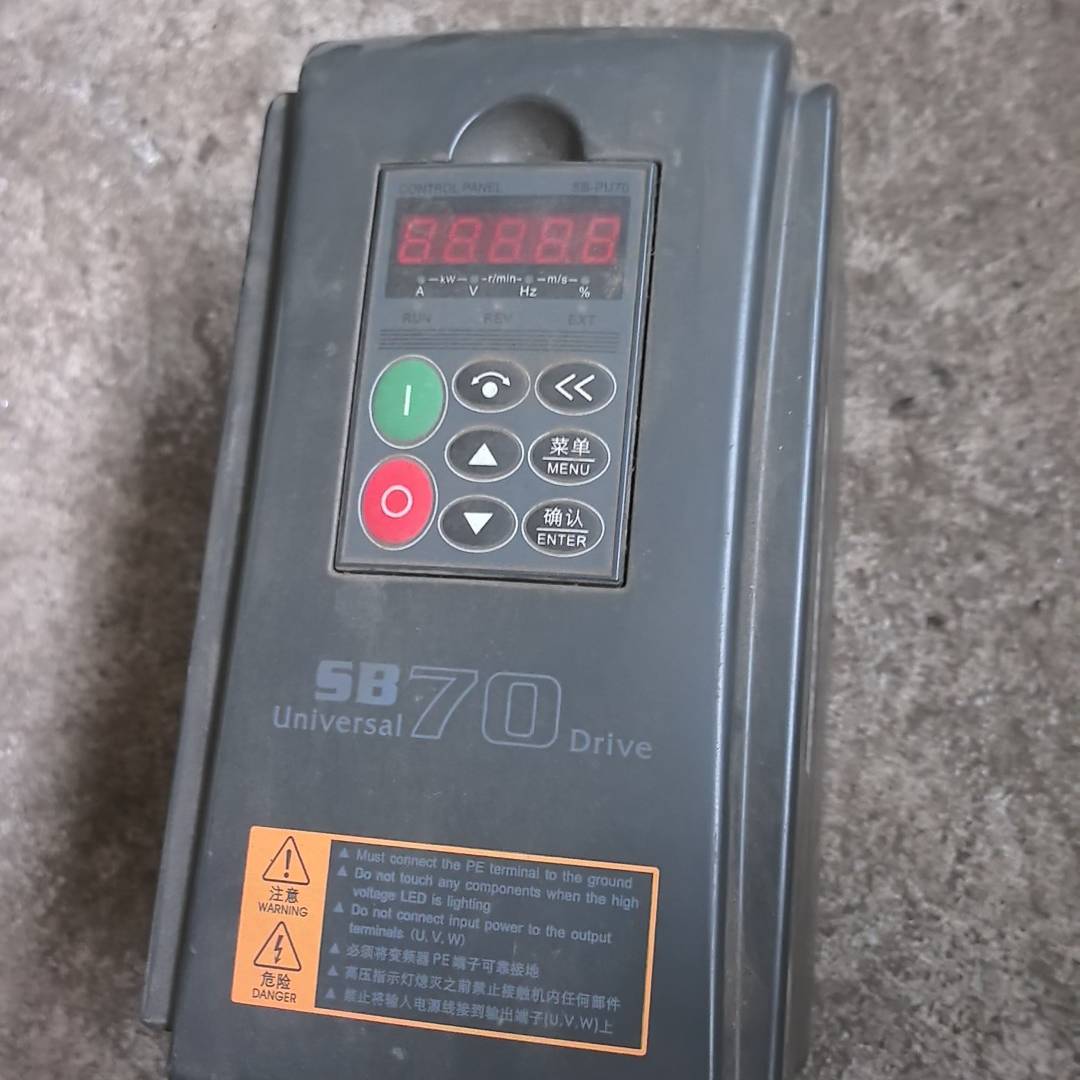 CONTROL PANEL SB-PU70
88888
kW r/min m/s
A V Hz %
RUN REV EXT
菜单
MENU
确认
ENTER
SB70
Universal Drive
注意
WARNING
▲ Must connect the PE terminal to the ground
▲ Do not touch any components when the high
voltage LED is lighting
▲ Do not connect input power to the output
terminals (U, V, W)
危险
DANGER
▲ 必须将变频器PE端子可靠接地
▲ 高压指示灯熄灭之前禁止接触机内任何部件
▲ 禁止将输入电源线接到输出端子(U,V,W)上